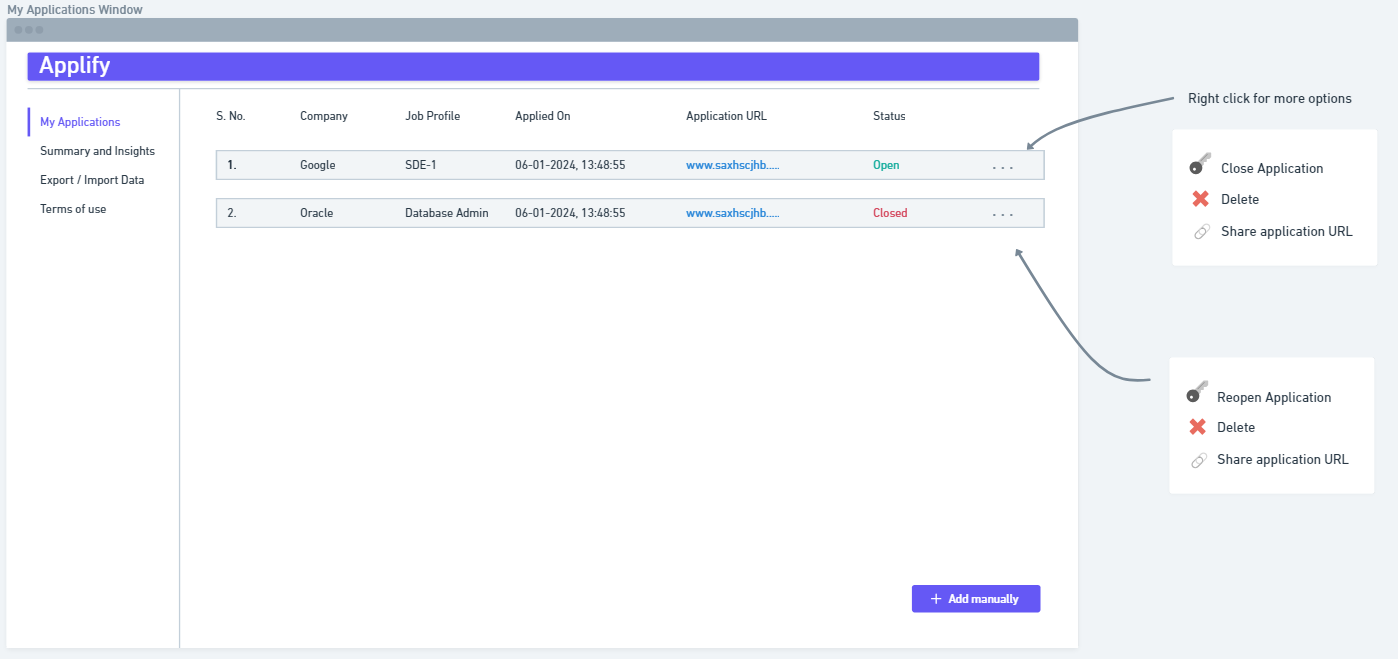 My Applications Window
Applify
My Applications
Summary and Insights
Export / Import Data
Terms of use
S. No. Company Job Profile Applied On Application URL Status
1. Google SDE-1 06-01-2024, 13:48:55 www.saxhscjhb..... Open ...
2. Oracle Database Admin 06-01-2024, 13:48:55 www.saxhscjhb..... Closed ...
+ Add manually
Right click for more options
Close Application
Delete
Share application URL
Reopen Application
Delete
Share application URL